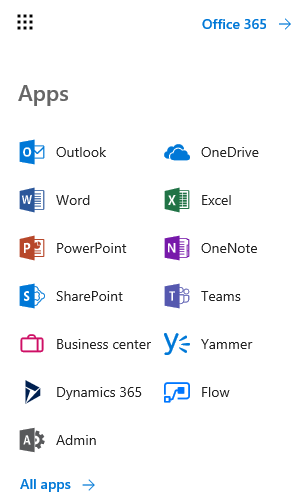 Office 365
Apps
Outlook
OneDrive
Word
Excel
PowerPoint
OneNote
SharePoint
Teams
Business center
Yammer
Dynamics 365
Flow
Admin
All apps